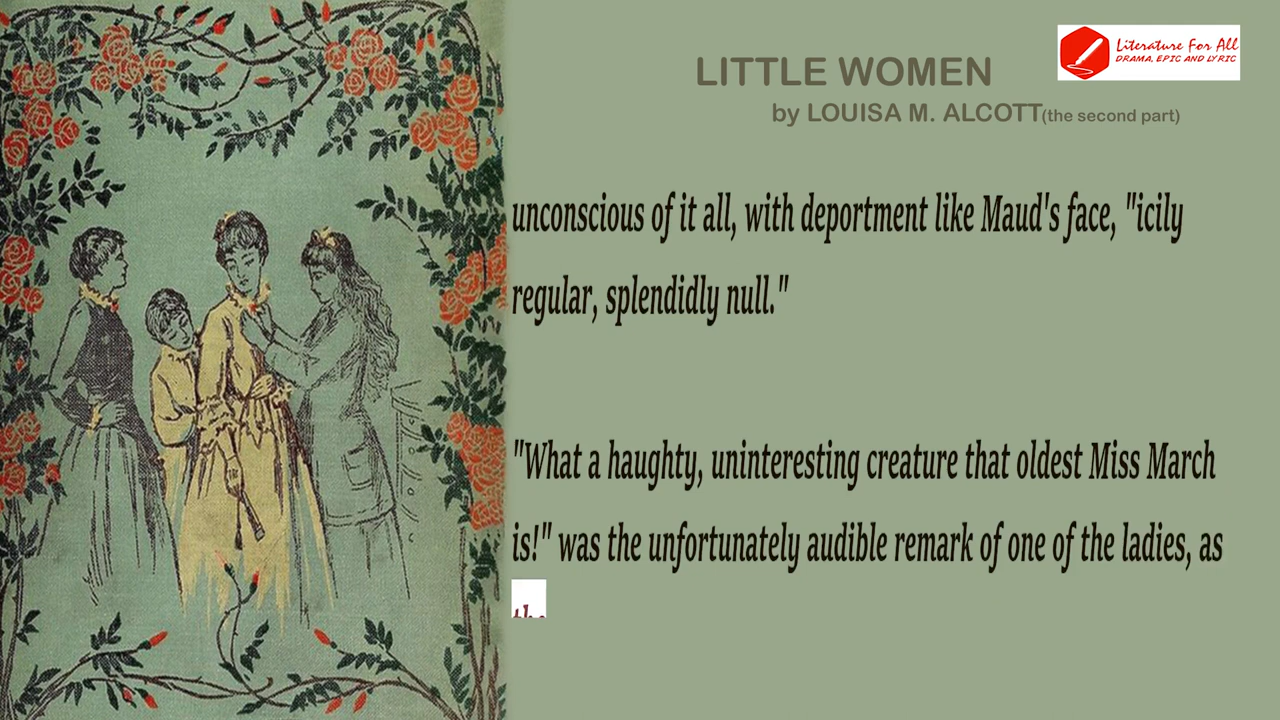 LITTLE WOMEN
by LOUISA M. ALCOTT(the second part)
Literature For All
DRAMA, EPIC AND LYRIC
unconscious of it all, with deportment like Maud's face, "icily
regular, splendidly null."
"What a haughty, uninteresting creature that oldest Miss March
is!" was the unfortunately audible remark of one of the ladies, as